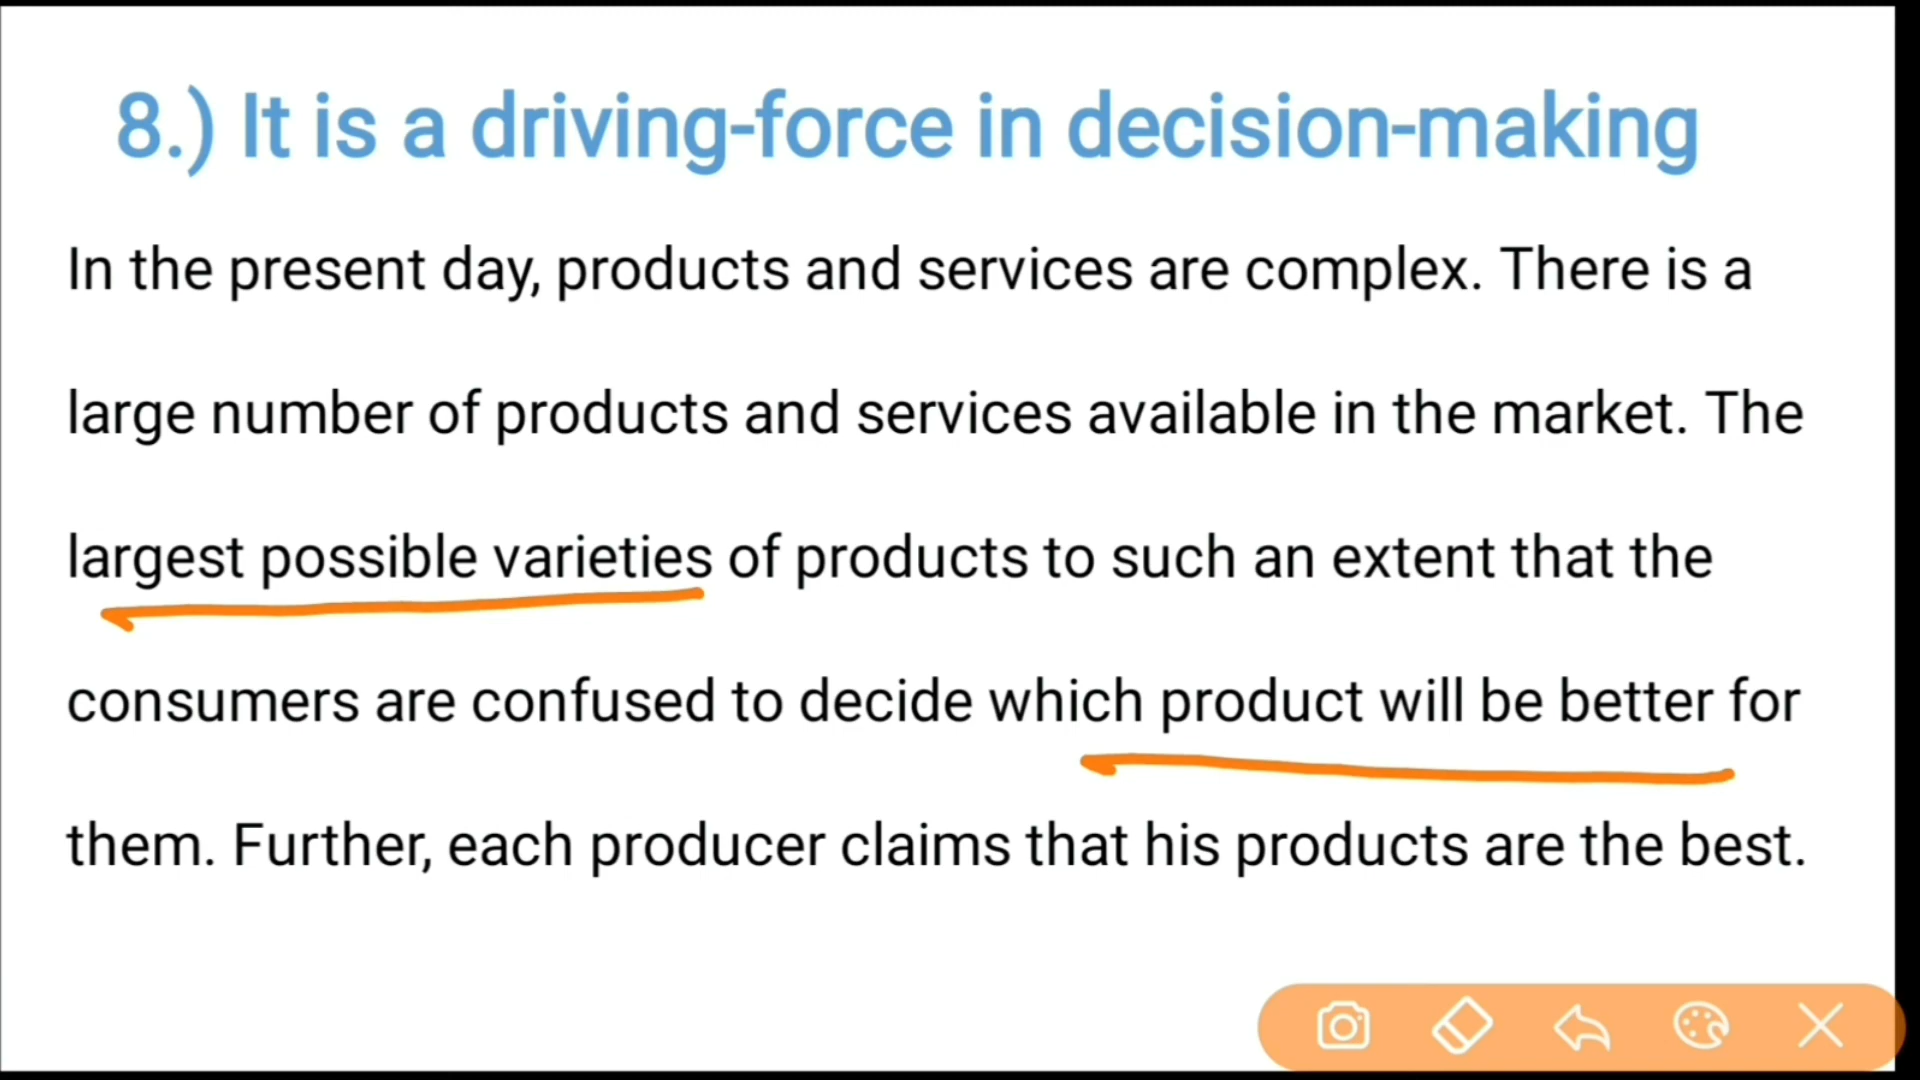 8.) It is a driving-force in decision-making
In the present day, products and services are complex. There is a
large number of products and services available in the market. The
largest possible varieties of products to such an extent that the
consumers are confused to decide which product will be better for
them. Further, each producer claims that his products are the best.